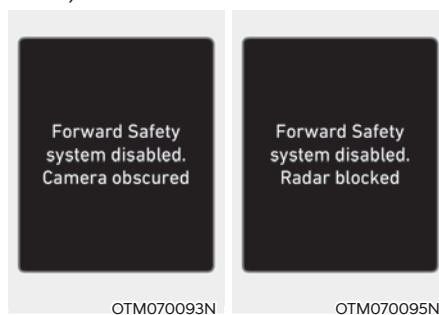 Forward Safety
system disabled.
Camera obscured
OTM070093N
Forward Safety
system disabled.
Radar blocked
OTM070095N